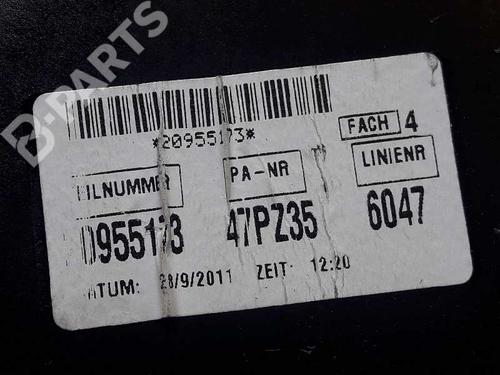 B-PARTS
*20955173*
FACH 4
ILNUMMER PA-NR LINIENR
0955173 47PZ35 6047
ATUM: 28/9/2011 ZEIT: 12:20